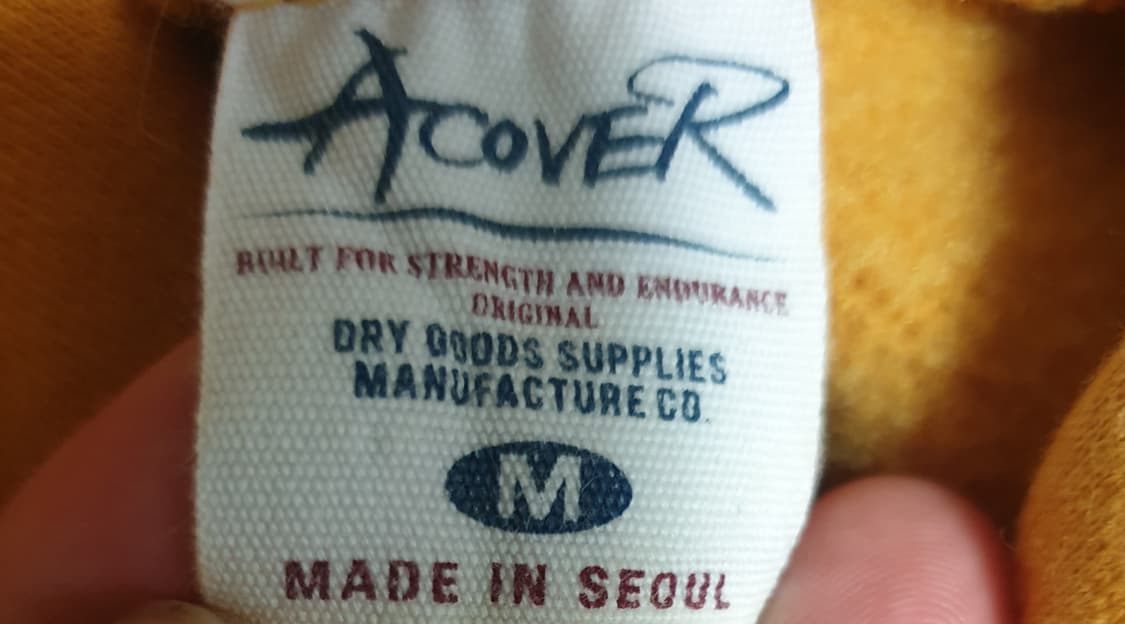 ACOVER
BUILT FOR STRENGTH AND ENDURANCE
ORIGINAL
DRY GOODS SUPPLIES
MANUFACTURE CO.
M
MADE IN SEOUL